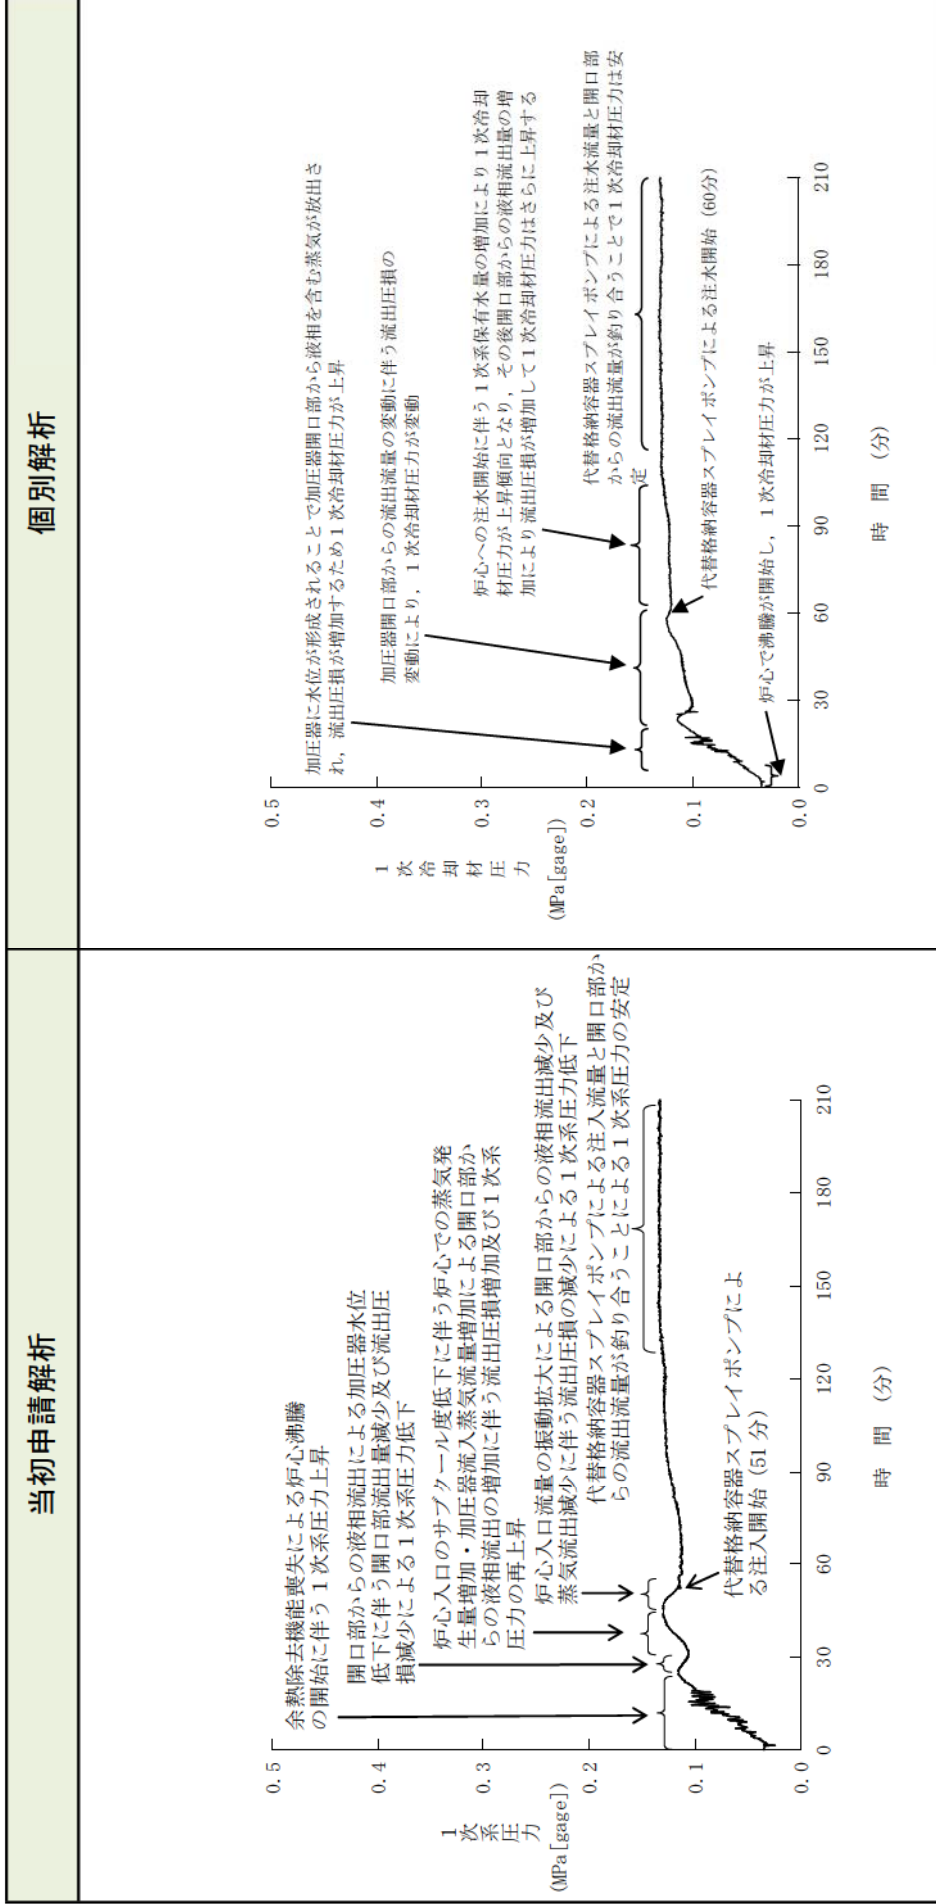 当初申請解析
余熱除去機能喪失による炉心沸騰
の開始に伴う1次系圧力上昇
開口部からの液相流出による加圧器水位
低下に伴う開口部流出量減少及び流出圧
損減少による1次系圧力低下
炉心入口のサブクール度低下に伴う炉心での蒸気発
生量増加・加圧器流入蒸気流量増加による開口部か
らの液相流出の増加に伴う流出圧損増加及び1次系
圧力の再上昇
炉心入口流量の振動拡大による開口部からの液相流出減少及び
蒸気流出減少に伴う流出圧損の減少による1次系圧力低下
代替格納容器スプレイポンプによる注入流量と開口部か
らの流出流量が釣り合うことによる1次系圧力の安定
代替格納容器スプレイポンプによ
る注入開始(51分)
1次系圧力
(MPa[gage])
0.5
0.4
0.3
0.2
0.1
0.0
0 30 60 90 120 150 180 210
時 間 (分)
個別解析
加圧器に水位が形成されることで加圧器開口部から液相を含む蒸気が放出さ
れ,流出圧損が増加するため1次冷却材圧力が上昇
加圧器開口部からの流出流量の変動に伴う流出圧損の
変動により,1次冷却材圧力が変動
炉心への注水開始に伴う1次系保有水量の増加により1次冷却
材圧力が上昇傾向となり,その後開口部からの液相流出量の増
加により流出圧損が増加して1次冷却材圧力はさらに上昇する
代替格納容器スプレイポンプによる注水流量と開口部
からの流出流量が釣り合うことで1次冷却材圧力は安
定
代替格納容器スプレイポンプによる注水開始(60分)
炉心で沸騰が開始し,1次冷却材圧力が上昇
1次冷却材圧力
(MPa[gage])
0.5
0.4
0.3
0.2
0.1
0.0
0 30 60 90 120 150 180 210
時 間 (分)